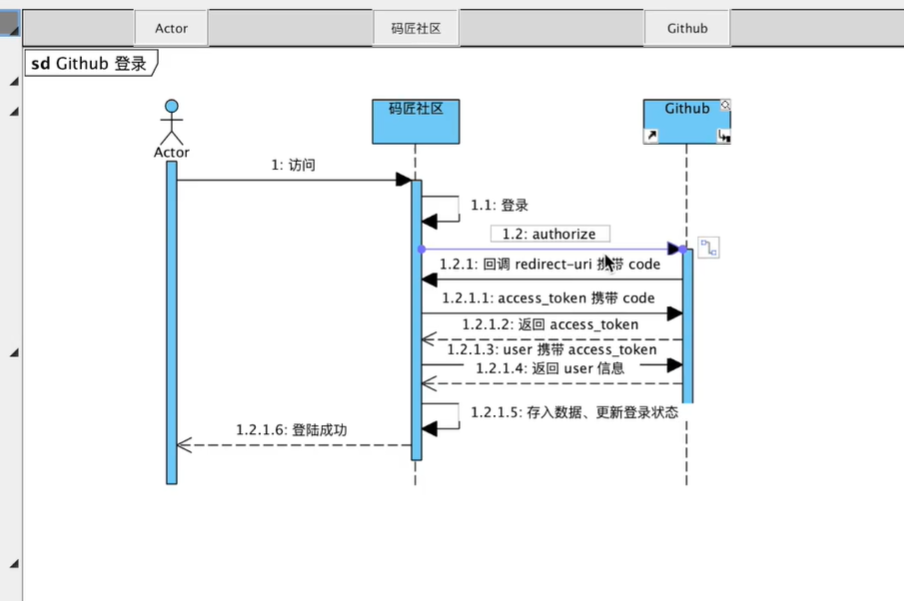 Actor 码匠社区 Github
sd Github 登录
码匠社区 Github
Actor
1: 访问
1.1: 登录
1.2: authorize
1.2.1: 回调 redirect-uri 携带 code
1.2.1.1: access_token 携带 code
1.2.1.2: 返回 access_token
1.2.1.3: user 携带 access_token
1.2.1.4: 返回 user 信息
1.2.1.5: 存入数据、更新登录状态
1.2.1.6: 登陆成功